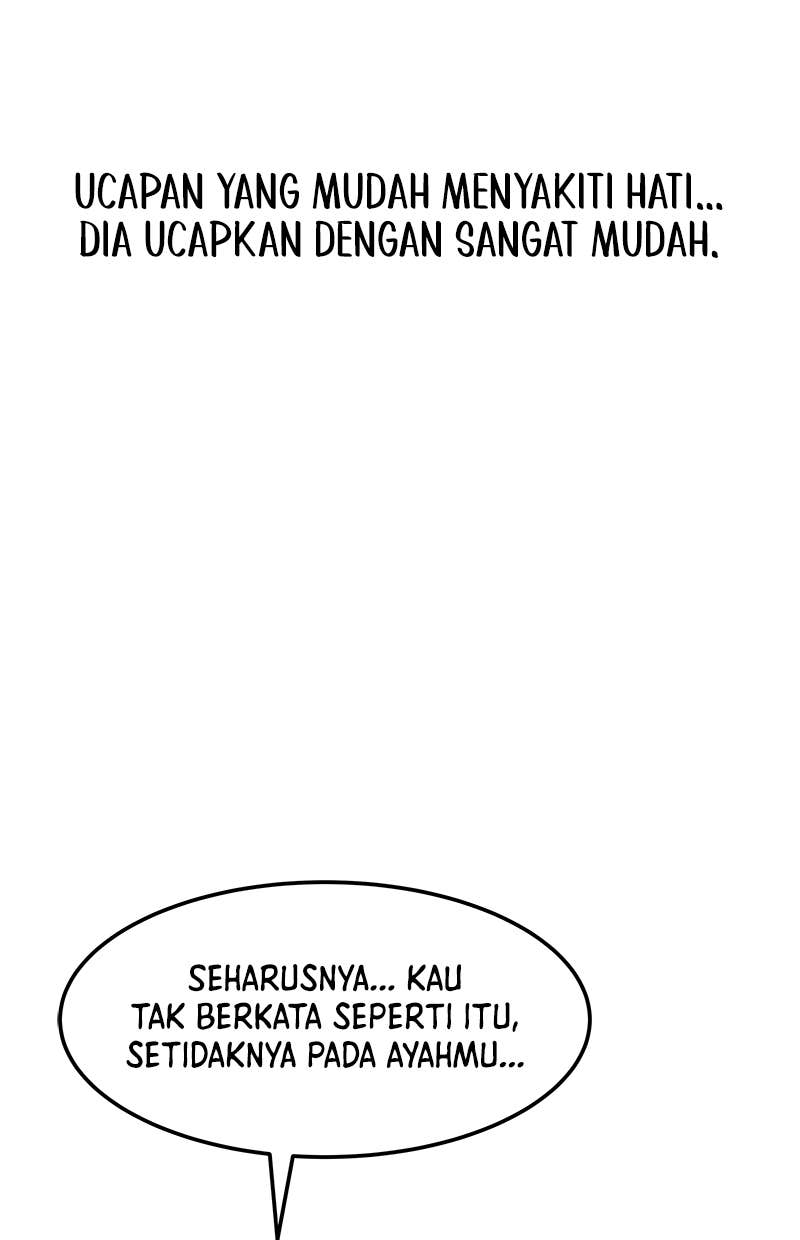 UCAPAN YANG MUDAH MENYAKITI HATI...
DIA UCAPKAN DENGAN SANGAT MUDAH.
SEHARUSNYA... KAU
TAK BERKATA SEPERTI ITU,
SETIDAKNYA PADA AYAHMU...